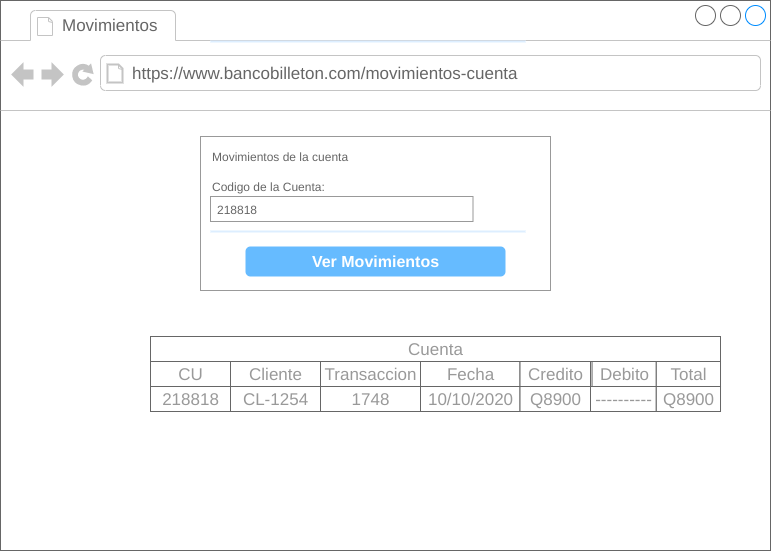 Movimientos
https://www.bancobilleton.com/movimientos-cuenta
Movimientos de la cuenta
Codigo de la Cuenta:
218818
Ver Movimientos
Cuenta
CU Cliente Transaccion Fecha Credito Debito Total
218818 CL-1254 1748 10/10/2020 Q8900 ---------- Q8900